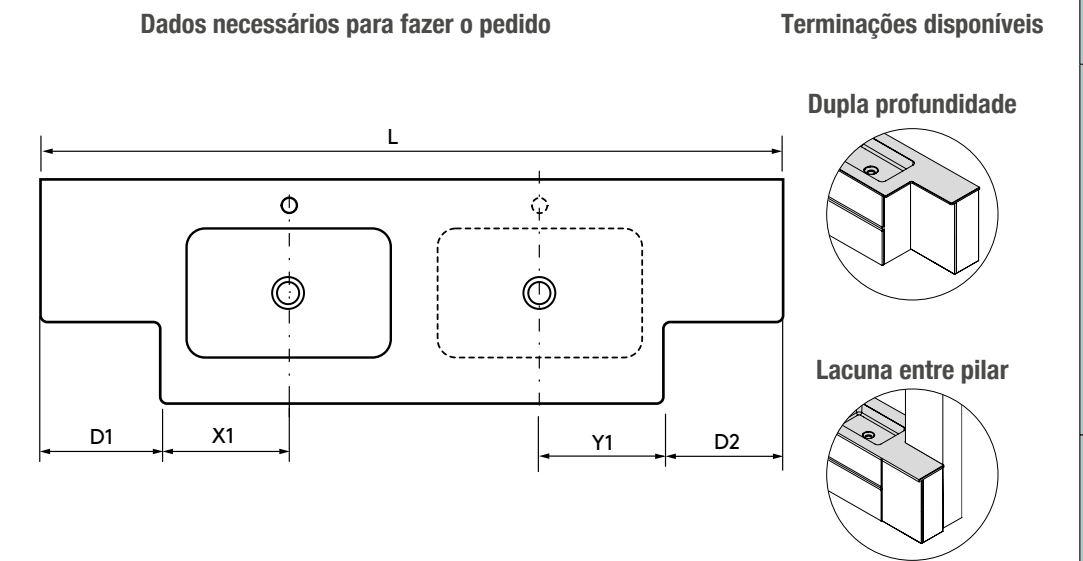 Dados necessários para fazer o pedido
Terminações disponíveis
Dupla profundidade
L
Lacuna entre pilar
D1
X1
Y1
D2